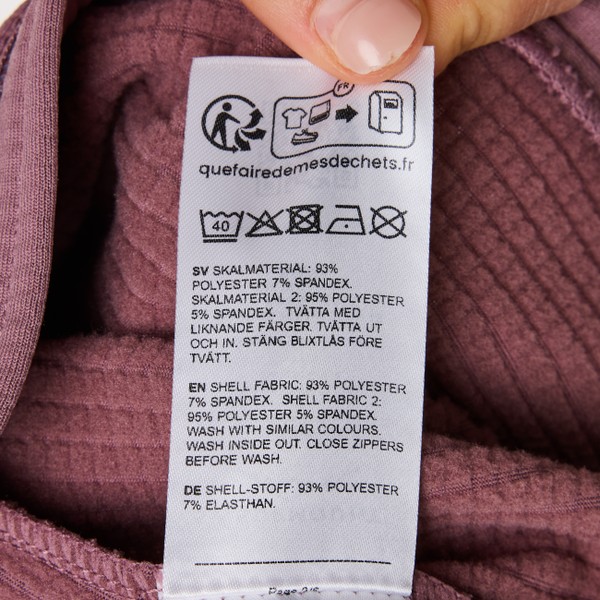 FR
quefairedemesdechets.fr
40
SV SKALMATERIAL: 93%
POLYESTER 7% SPANDEX.
SKALMATERIAL 2: 95% POLYESTER
5% SPANDEX. TVÄTTA MED
LIKNANDE FÄRGER. TVÄTTA UT
OCH IN. STÄNG BLIXTLÅS FÖRE
TVÄTT.
EN SHELL FABRIC: 93% POLYESTER
7% SPANDEX. SHELL FABRIC 2:
95% POLYESTER 5% SPANDEX.
WASH WITH SIMILAR COLOURS.
WASH INSIDE OUT. CLOSE ZIPPERS
BEFORE WASH.
DE SHELL-STOFF: 93% POLYESTER
7% ELASTHAN.